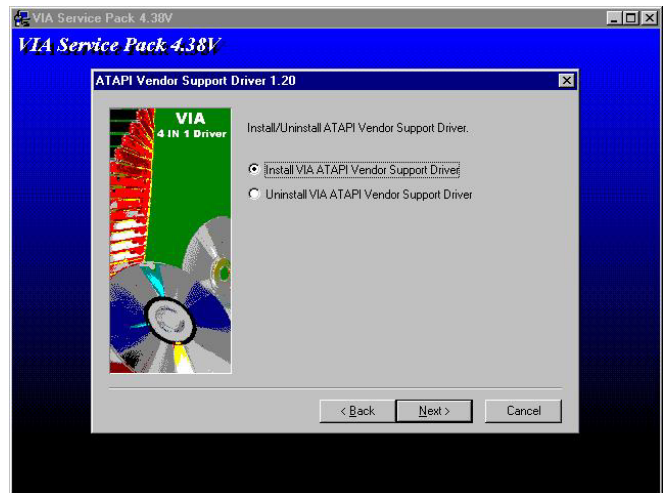 VIA Service Pack 4.38V
VIA Service Pack 4.38V
ATAPI Vendor Support Driver 1.20
VIA
4 IN 1 Driver
Install/Uninstall ATAPI Vendor Support Driver.
Install VIA ATAPI Vendor Support Driver
Uninstall VIA ATAPI Vendor Support Driver
< Back
Next >
Cancel